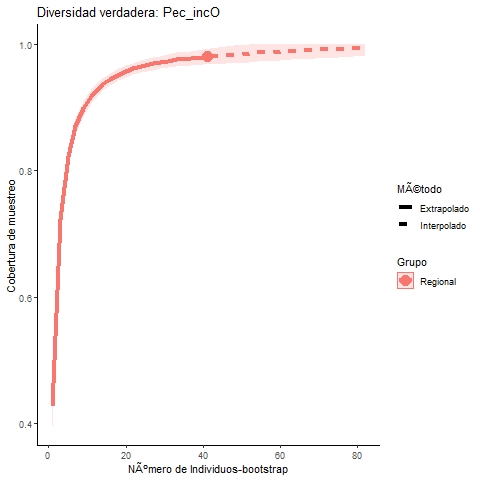 Diversidad verdadera: Pec_incO
1.0
0.8
0.6
0.4
Cobertura de muestreo
0
20
40
60
80
NÃºmero de Individuos-bootstrap
MÃ©todo
Extrapolado
Interpolado
Grupo
Regional